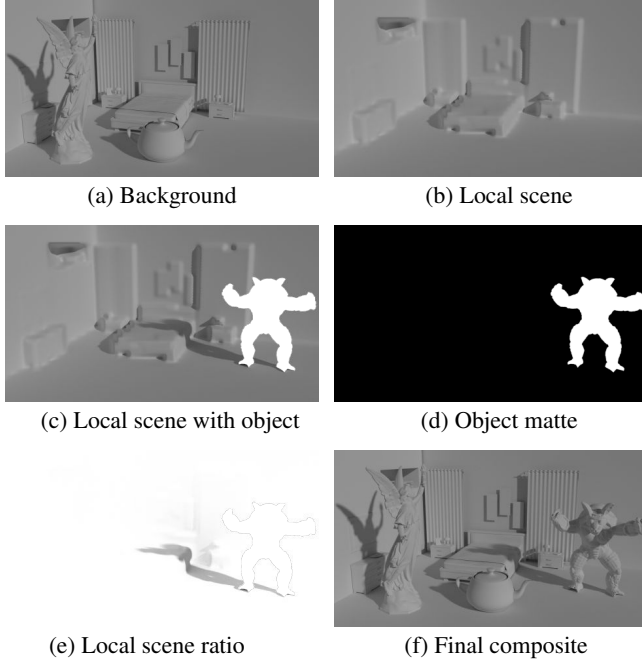 (a) Background
(b) Local scene
(c) Local scene with object
(d) Object matte
(e) Local scene ratio
(f) Final composite